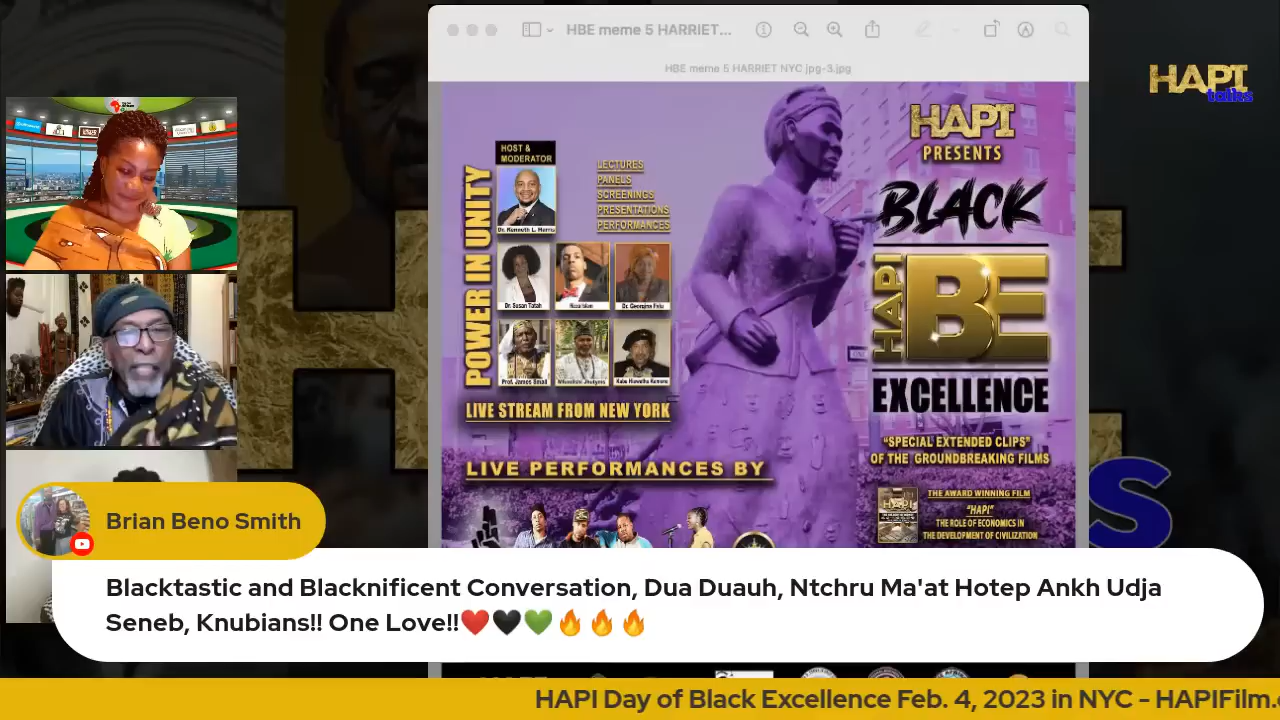 HBE meme 5 HARRIET...
HBE meme 5 HARRIET NYC jpg-3.jpg
HAPI
talks
HAPI
PRESENTS
BLACK
HAPI
BE
EXCELLENCE
"SPECIAL EXTENDED CLIPS"
OF THE GROUNDBREAKING FILMS
THE AWARD WINNING FILM
"HAPI"
THE ROLE OF ECONOMICS IN
THE DEVELOPMENT OF CIVILIZATION
POWER IN UNITY
HOST &
MODERATOR
Dr. Kenneth L. Harris
LECTURES
PANELS
SCREENINGS
PRESENTATIONS
PERFORMANCES
Dr. Susan Tatah
Dr. Georgina Falu
Prof. James Small
LIVE STREAM FROM NEW YORK
LIVE PERFORMANCES BY
S
Brian Beno Smith
Blacktastic and Blacknificent Conversation, Dua Duauh, Ntchru Ma'at Hotep Ankh Udja
Seneb, Knubians!! One Love!!❤️🖤💚🔥🔥🔥
HAPI Day of Black Excellence Feb. 4, 2023 in NYC - HAPIFilm.